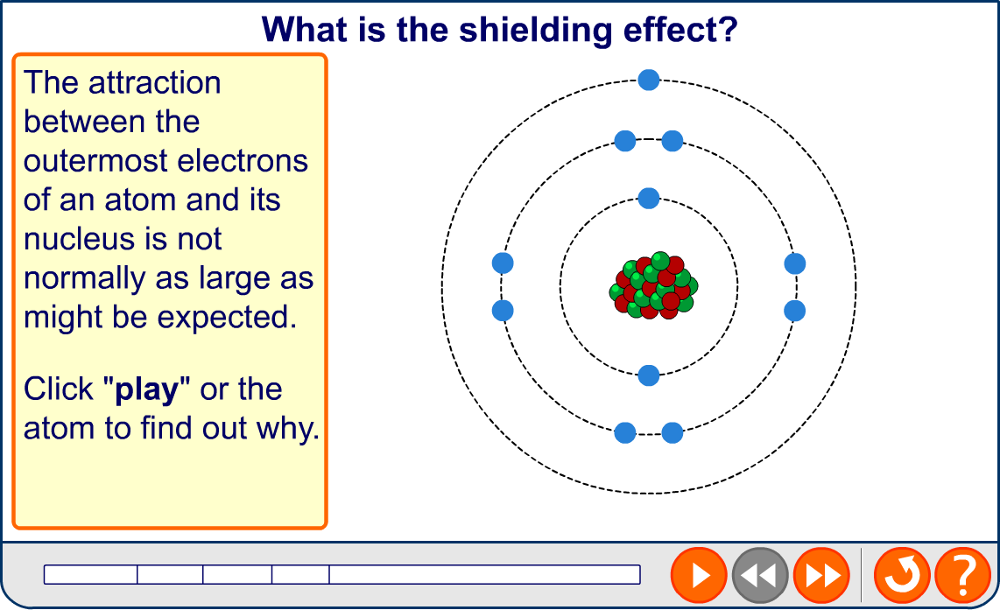 What is the shielding effect?
The attraction
between the
outermost electrons
of an atom and its
nucleus is not
normally as large as
might be expected.
Click "play" or the
atom to find out why.
?